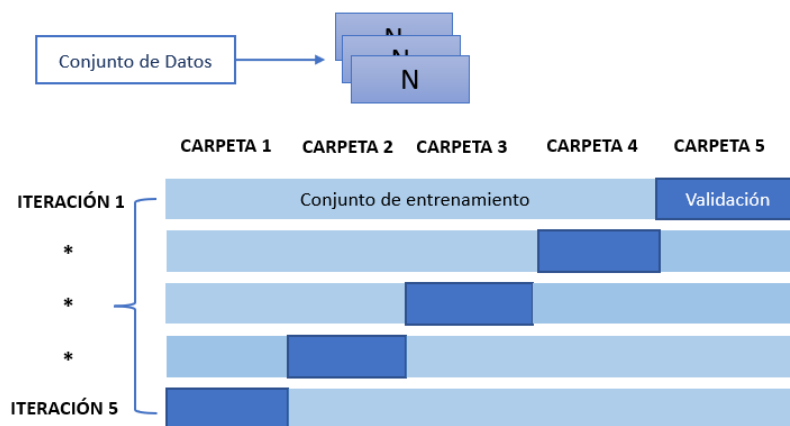 N
N
Conjunto de Datos
N
CARPETA 1
CARPETA 2
CARPETA 3
CARPETA 4
CARPETA 5
ITERACIÓN 1
Conjunto de entrenamiento
Validación
*
*
*
ITERACIÓN 5